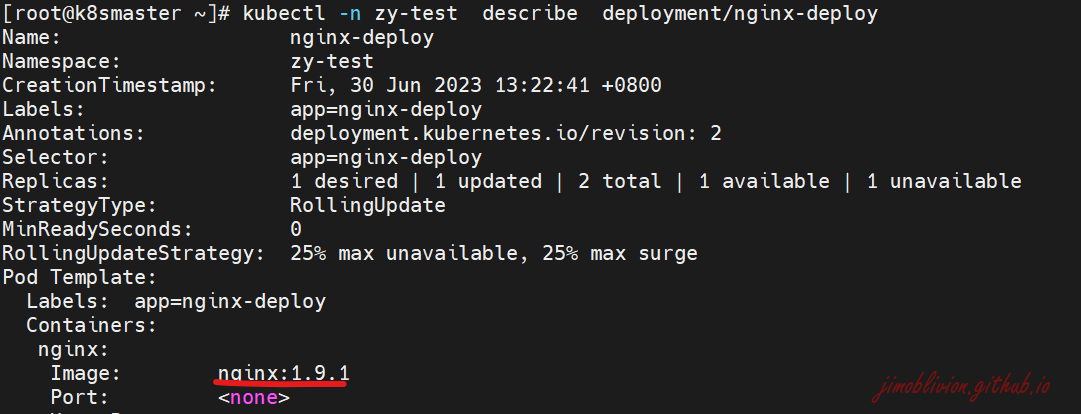 [root@k8smaster ~]# kubectl -n zy-test  describe  deployment/nginx-deploy
Name:                   nginx-deploy
Namespace:              zy-test
CreationTimestamp:      Fri, 30 Jun 2023 13:22:41 +0800
Labels:                 app=nginx-deploy
Annotations:            deployment.kubernetes.io/revision: 2
Selector:               app=nginx-deploy
Replicas:               1 desired | 1 updated | 2 total | 1 available | 1 unavailable
StrategyType:           RollingUpdate
MinReadySeconds:        0
RollingUpdateStrategy:  25% max unavailable, 25% max surge
Pod Template:
  Labels:  app=nginx-deploy
  Containers:
   nginx:
    Image:        nginx:1.9.1
    Port:         <none>
jimoblivion.github.io